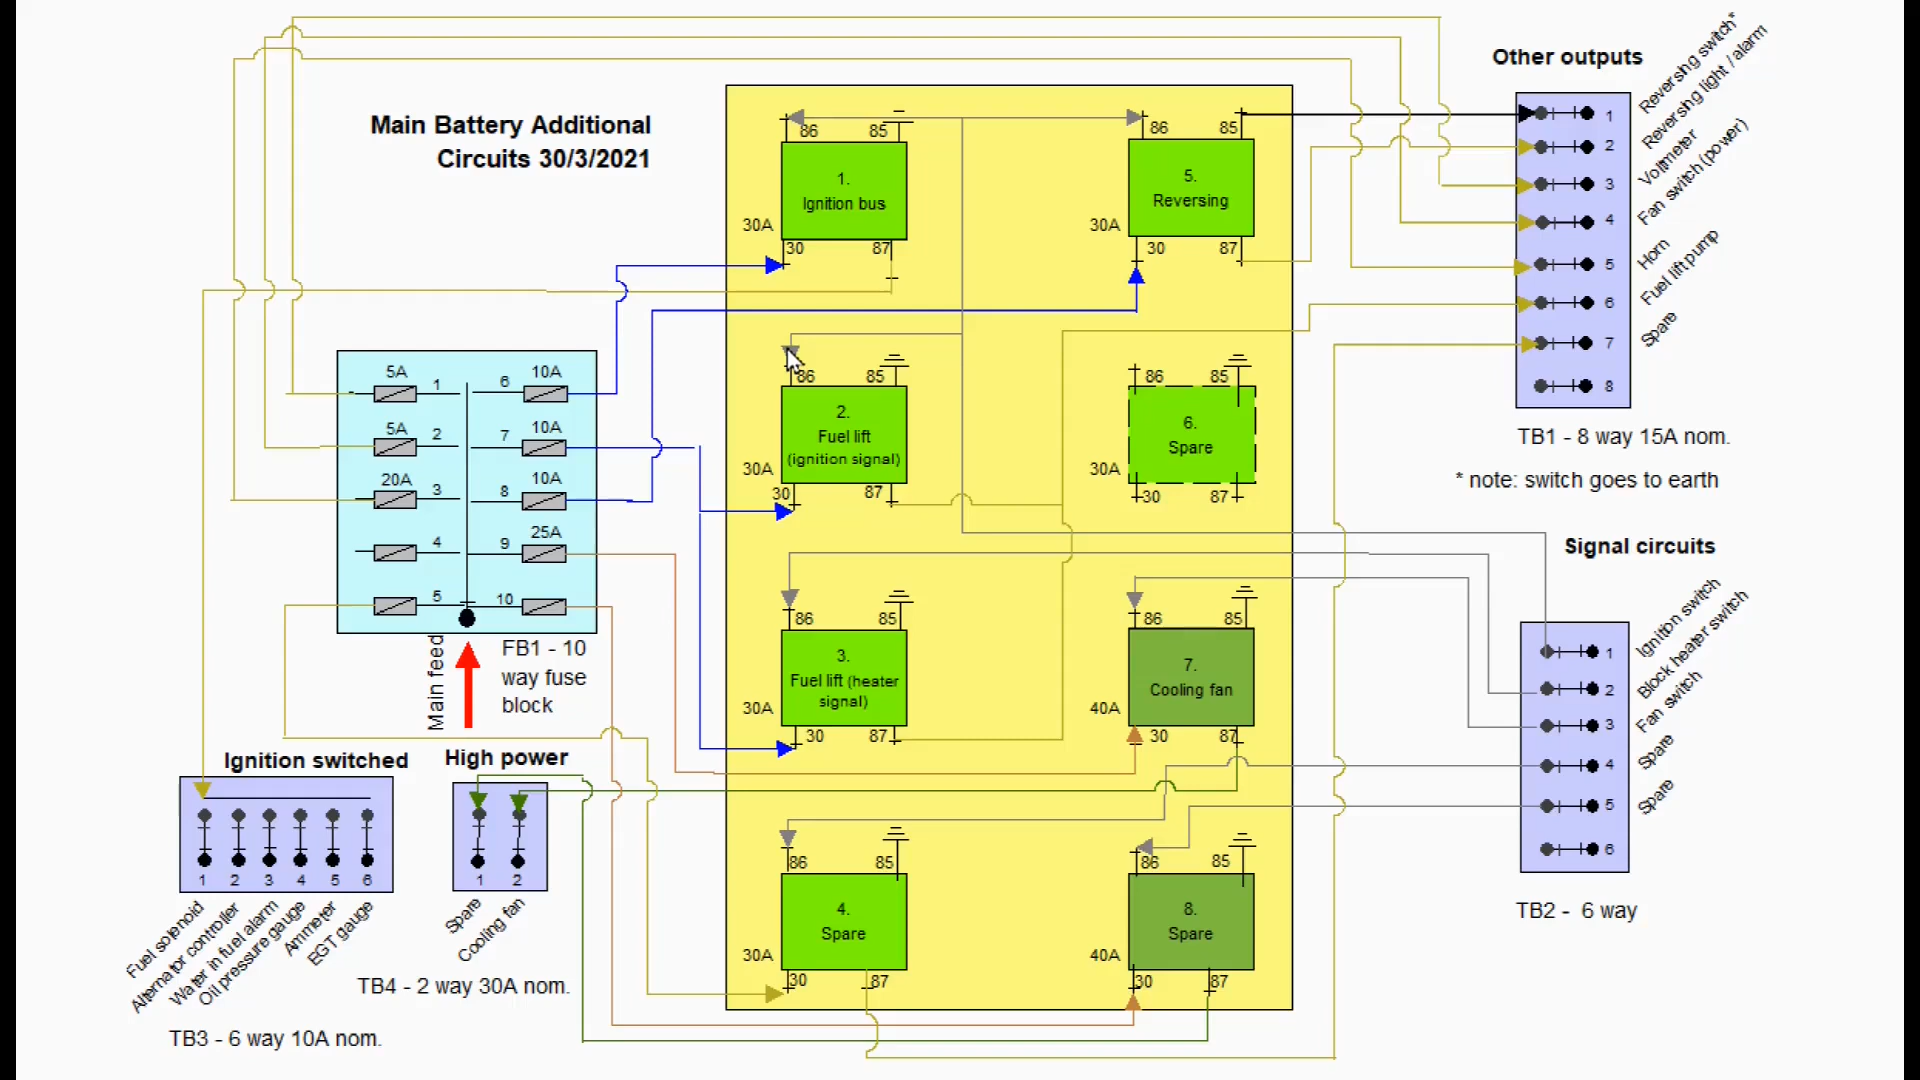 Main Battery Additional
Circuits 30/3/2021
Other outputs
Reversing switch*
Reversing light / alarm
Voltmeter
Fan switch (power)
Horn
Fuel lift pump
Spare
1
2
3
4
5
6
7
8
TB1 - 8 way 15A nom.
* note: switch goes to earth
86 85
1.
Ignition bus
30A
30 87
86 85
5.
Reversing
30A
30 87
86 85
2.
Fuel lift
(ignition signal)
30A
30 87
86 85
6.
Spare
30A
30 87
86 85
3.
Fuel lift (heater
signal)
30A
30 87
86 85
7.
Cooling fan
40A
30 87
86 85
4.
Spare
30A
30 87
86 85
8.
Spare
40A
30 87
5A 1 6 10A
5A 2 7 10A
20A 3 8 10A
4 9 25A
5 10
Main feed
FB1 - 10
way fuse
block
Signal circuits
Ignition switch
Block heater switch
Fan switch
Spare
Spare
1
2
3
4
5
6
TB2 - 6 way
Ignition switched
1 2 3 4 5 6
Fuel solenoid
Alternator controller
Water in fuel alarm
Oil pressure gauge
Ammeter
EGT gauge
TB3 - 6 way 10A nom.
High power
1 2
Spare
Cooling fan
TB4 - 2 way 30A nom.